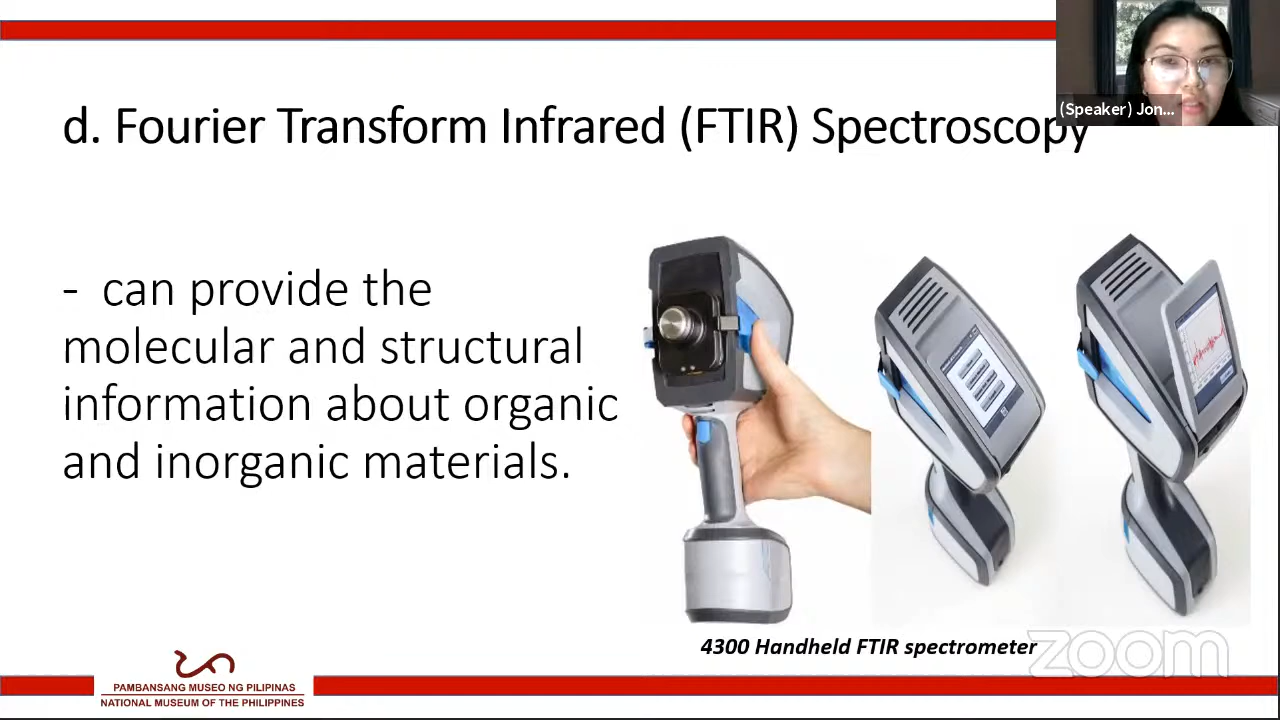 d. Fourier Transform Infrared (FTIR) Spectroscopy
(Speaker) Jon...
- can provide the
molecular and structural
information about organic
and inorganic materials.
4300 Handheld FTIR spectrometer
zoom
PAMBANSANG MUSEO NG PILIPINAS
NATIONAL MUSEUM OF THE PHILIPPINES